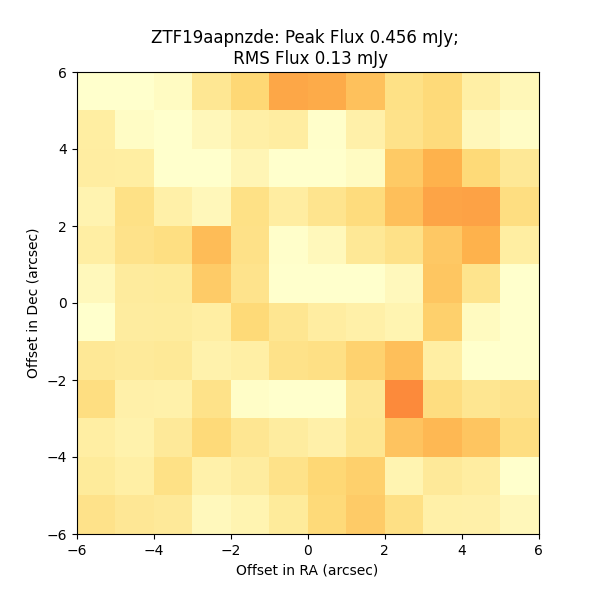 ZTF19aapnzde: Peak Flux 0.456 mJy;
RMS Flux 0.13 mJy
6
4
2
0
−2
−4
−6
Offset in Dec (arcsec)
−6 −4 −2 0 2 4 6
Offset in RA (arcsec)